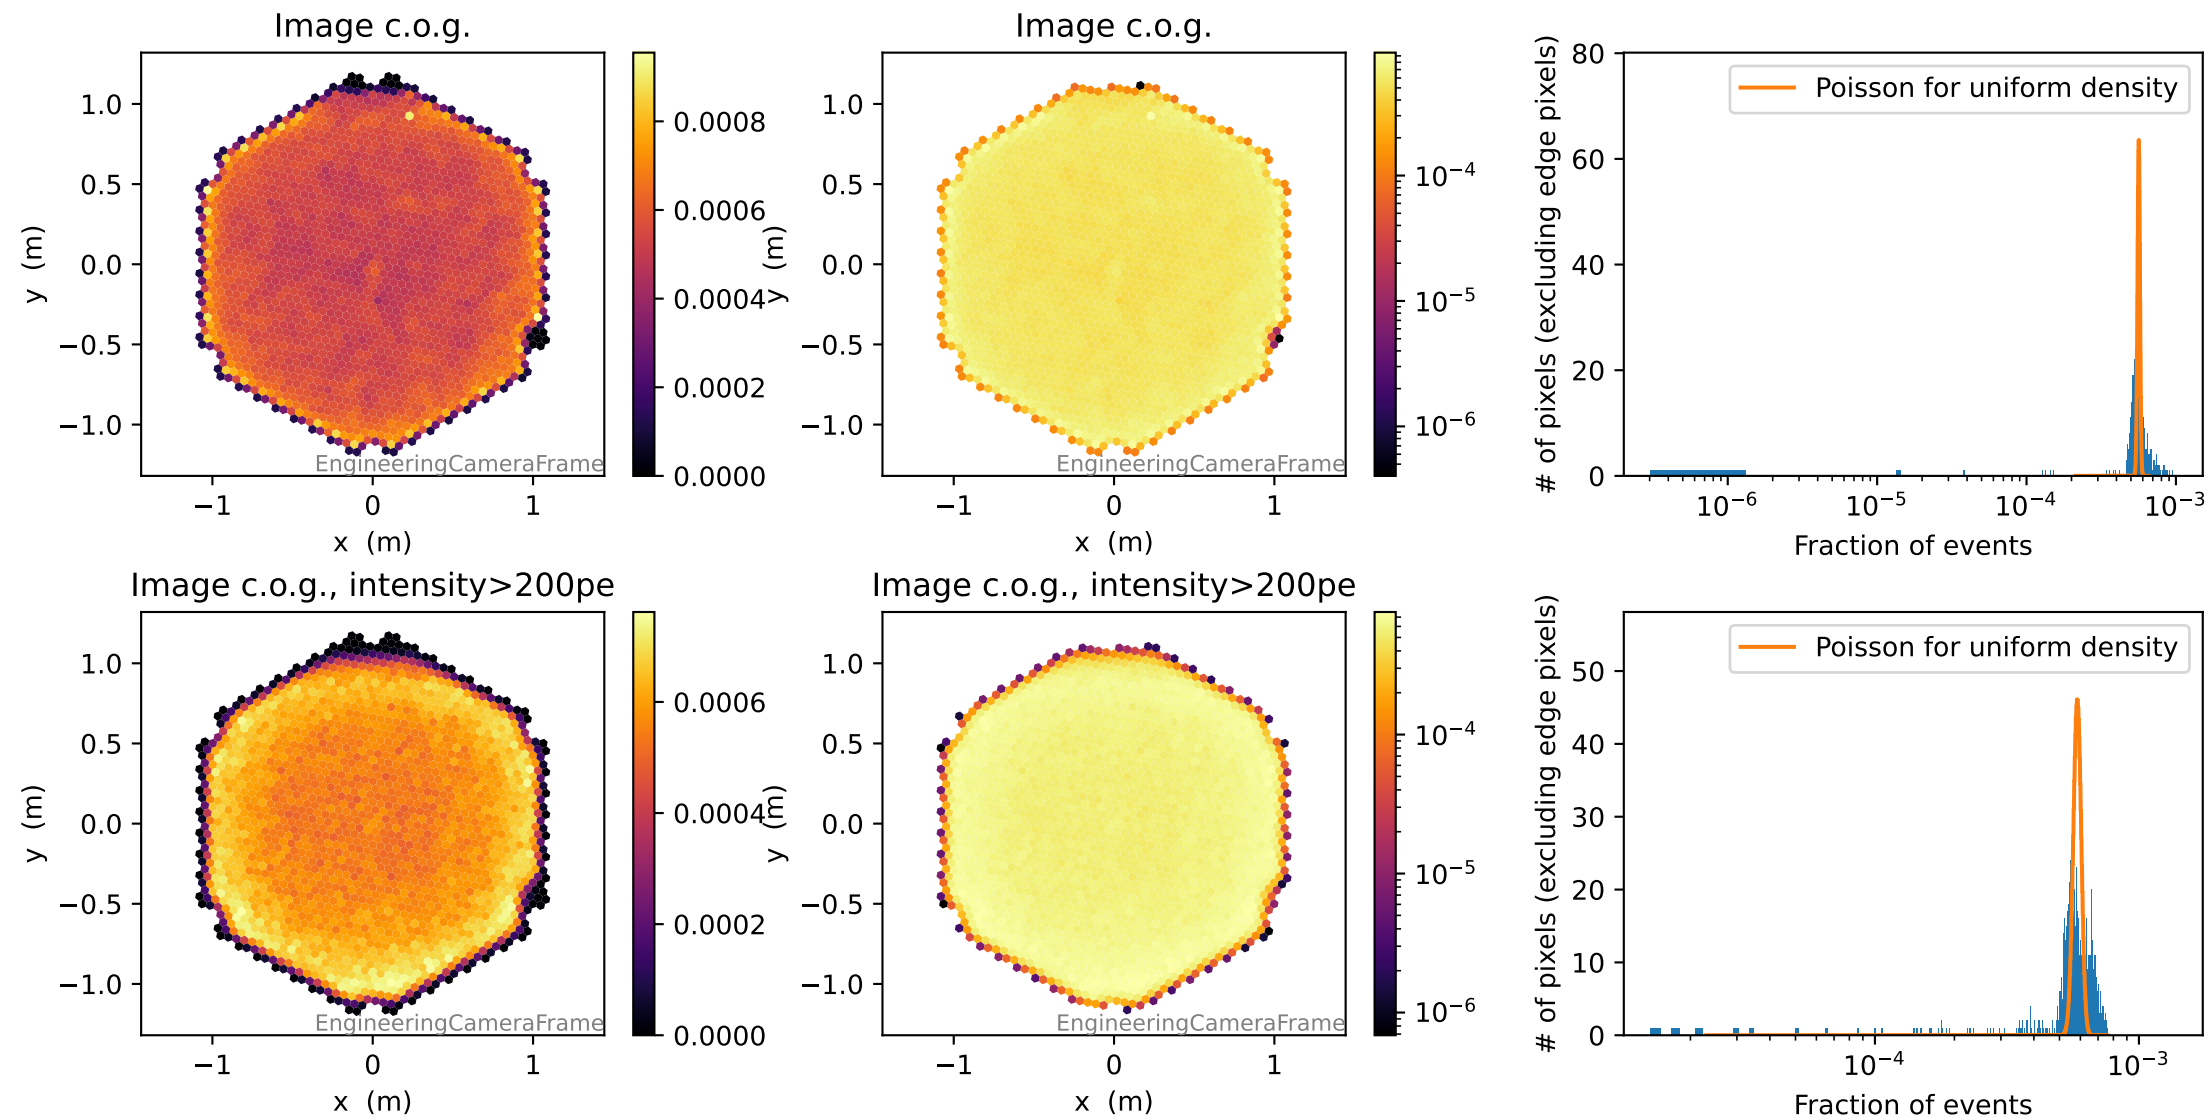 Image c.o.g.
1.0
0.5
0.0
−0.5
−1.0
y (m)
−1
0
1
x (m)
EngineeringCameraFrame
0.0008
0.0006
0.0004
0.0002
0.0000
Image c.o.g.
1.0
0.5
0.0
−0.5
−1.0
y (m)
−1
0
1
x (m)
EngineeringCameraFrame
10⁻⁴
10⁻⁵
10⁻⁶
# of pixels (excluding edge pixels)
80
60
40
20
0
Poisson for uniform density
10⁻⁶
10⁻⁵
10⁻⁴
10⁻³
Fraction of events
Image c.o.g., intensity>200pe
1.0
0.5
0.0
−0.5
−1.0
y (m)
−1
0
1
x (m)
EngineeringCameraFrame
0.0006
0.0004
0.0002
0.0000
Image c.o.g., intensity>200pe
1.0
0.5
0.0
−0.5
−1.0
y (m)
−1
0
1
x (m)
EngineeringCameraFrame
10⁻⁴
10⁻⁵
10⁻⁶
# of pixels (excluding edge pixels)
50
40
30
20
10
0
Poisson for uniform density
10⁻⁴
10⁻³
Fraction of events